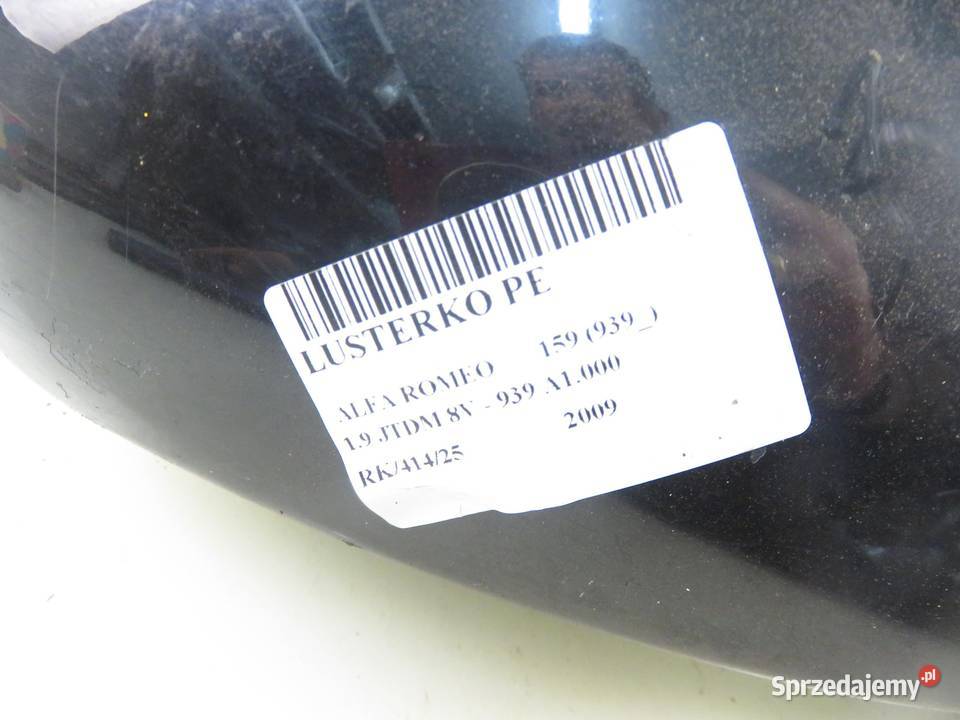 LUSTERKO PE
ALFA ROMEO 159 (939_)
1.9 JTDM 8V - 939 A1.000
RK/414/25 2009
Sprzedajemy.pl